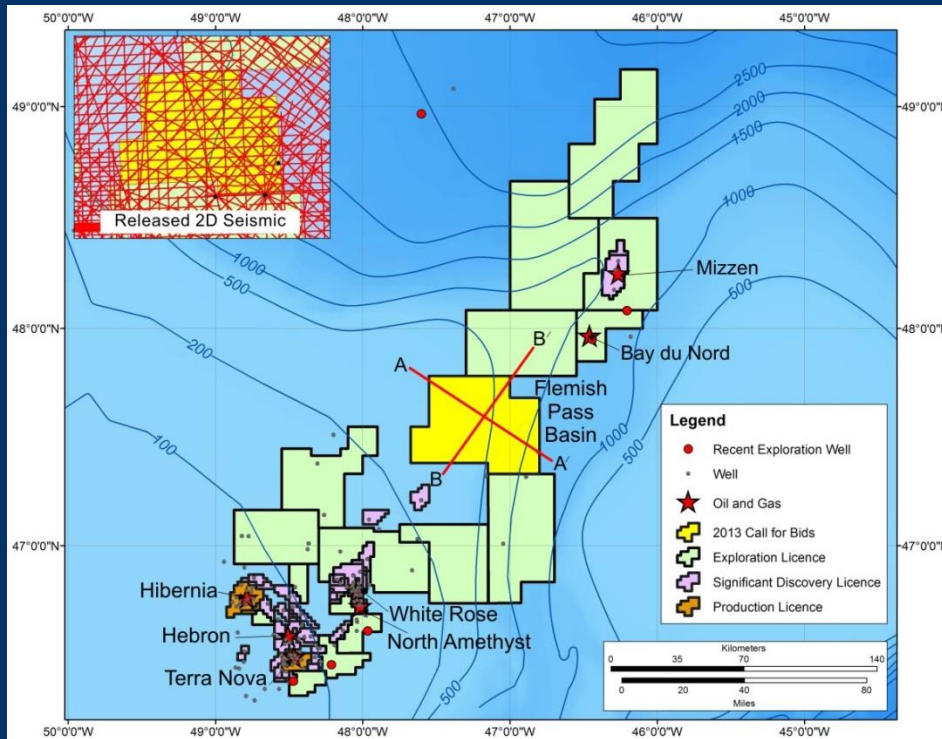 50°0'0"W 49°0'0"W 48°0'0"W 47°0'0"W 46°0'0"W 45°0'0"W
Released 2D Seismic
49°0'0"N 49°0'0"N
2500
2000
1500
1000
1000
500
500
Mizzen
48°0'0"N 48°0'0"N
200
B′
Bay du Nord
A
Flemish
Pass
Basin
1000
500
100
A′
B
Legend
Recent Exploration Well
Well
Oil and Gas
2013 Call for Bids
Exploration Licence
Significant Discovery Licence
Production Licence
47°0'0"N 47°0'0"N
Hibernia
White Rose
North Amethyst
Hebron
Terra Nova
500
Kilometers
0 35 70 140
0 20 40 80
Miles
50°0'0"W 49°0'0"W 48°0'0"W 47°0'0"W 46°0'0"W 45°0'0"W